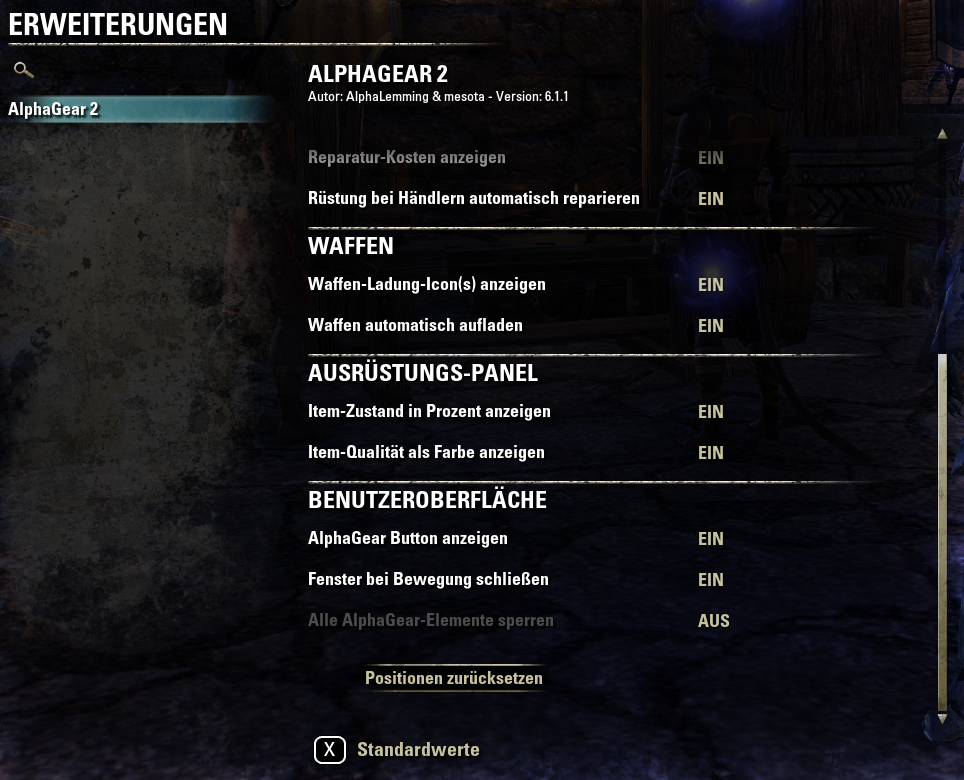 ERWEITERUNGEN
AlphaGear 2
ALPHAGEAR 2
Autor: AlphaLemming & mesota - Version: 6.1.1
Reparatur-Kosten anzeigen EIN
Rüstung bei Händlern automatisch reparieren EIN
WAFFEN
Waffen-Ladung-Icon(s) anzeigen EIN
Waffen automatisch aufladen EIN
AUSRÜSTUNGS-PANEL
Item-Zustand in Prozent anzeigen EIN
Item-Qualität als Farbe anzeigen EIN
BENUTZEROBERFLÄCHE
AlphaGear Button anzeigen EIN
Fenster bei Bewegung schließen EIN
Alle AlphaGear-Elemente sperren AUS
Positionen zurücksetzen
X Standardwerte